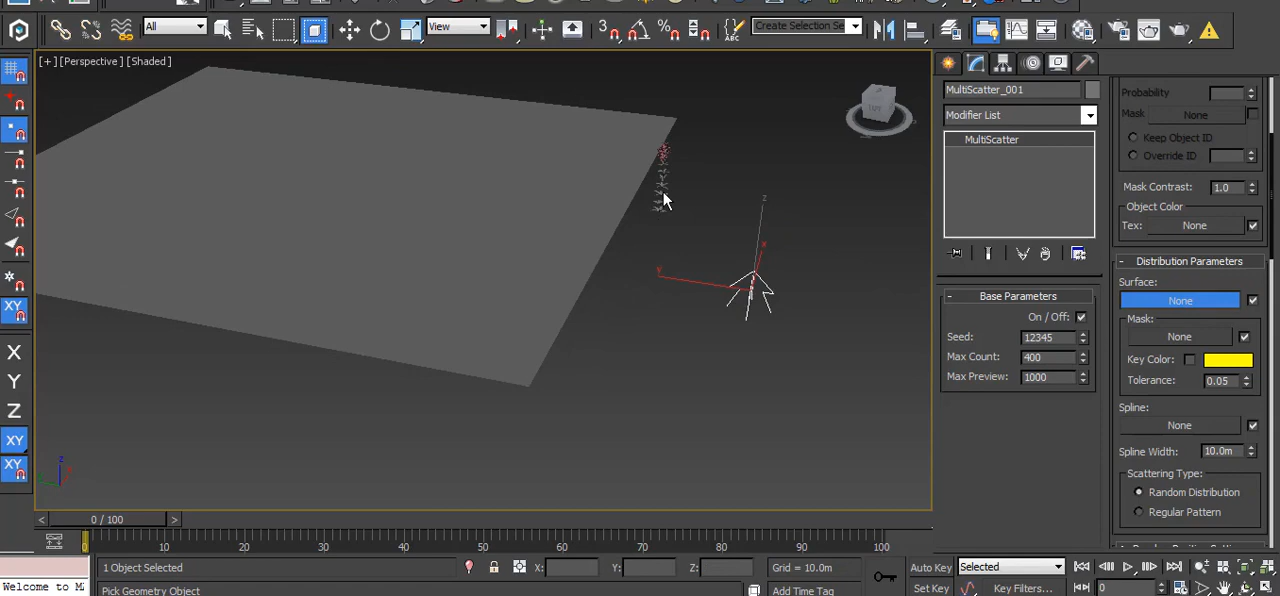 All
View
3
%
ABC
Create Selection Se
[+] [Perspective] [Shaded]
TOP
MultiScatter_001
Modifier List
MultiScatter
Base Parameters
On / Off:
Seed: 12345
Max Count: 400
Max Preview: 1000
Probability
Mask None
Keep Object ID
Override ID
Mask Contrast: 1.0
Object Color
Tex: None
Distribution Parameters
Surface:
None
Mask:
None
Key Color:
Tolerance: 0.05
Spline:
None
Spline Width: 10.0m
Scattering Type:
Random Distribution
Regular Pattern
XY
X
Y
Z
XY
XY
z
x
y
z
< 0 / 100 >
0 10 20 30 40 50 60 70 80 90 100
1 Object Selected X: Y: Z: Grid = 10.0m Auto Key Selected
Welcome to M Pick Geometry Object Add Time Tag Set Key Key Filters... 0